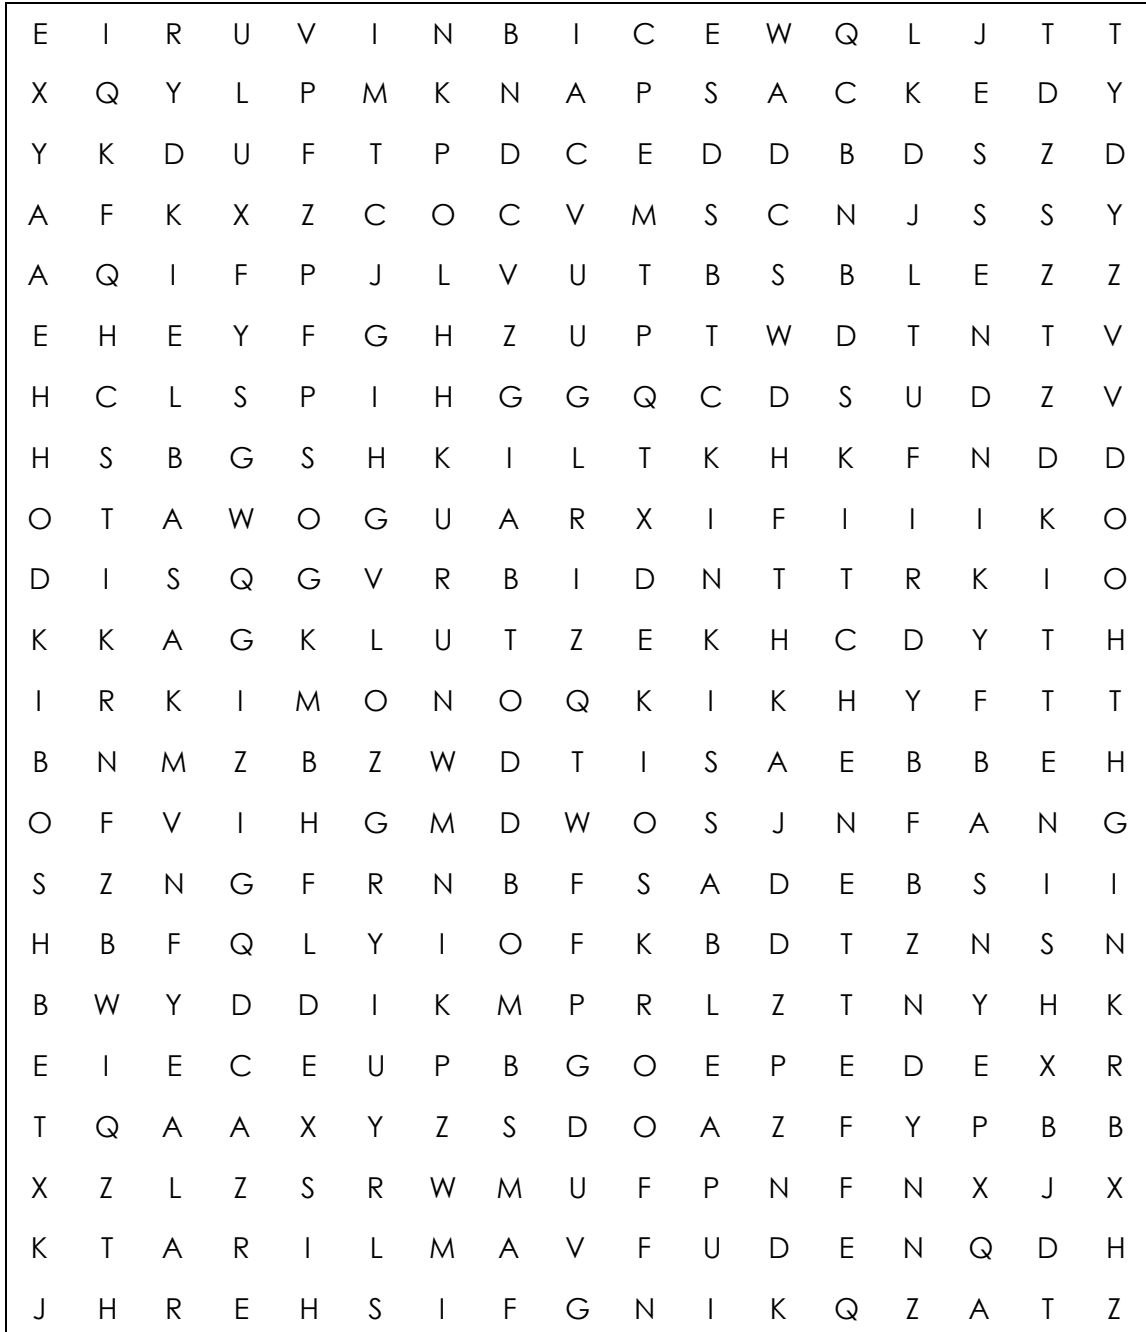 E I R U V I N B I C E W Q L J T T
X Q Y L P M K N A P S A C K E D Y
Y K D U F T P D C E D D B D S Z D
A F K X Z C O C V M S C N J S S Y
A Q I F P J L V U T B S B L E Z Z
E H E Y F G H Z U P T W D T N T V
H C L S P I H G G Q C D S U D Z V
H S B G S H K I L T K H K F N D D
O T A W O G U A R X I F I I I K O
D I S Q G V R B I D N T T R K I O
K K A G K L U T Z E K H C D Y T H
I R K I M O N O Q K I K H Y F T T
B N M Z B Z W D T I S A E B B E H
O F V I H G M D W O S J N F A N G
S Z N G F R N B F S A D E B S I I
H B F Q L Y I O F K B D T Z N S N
B W Y D D I K M P R L Z T N Y H K
E I E C E U P B G O E P E D E X R
T Q A A X Y Z S D O A Z F Y P B B
X Z L Z S R W M U F P N F N X J X
K T A R I L M A V F U D E N Q D H
J H R E H S I F G N I K Q Z A T Z